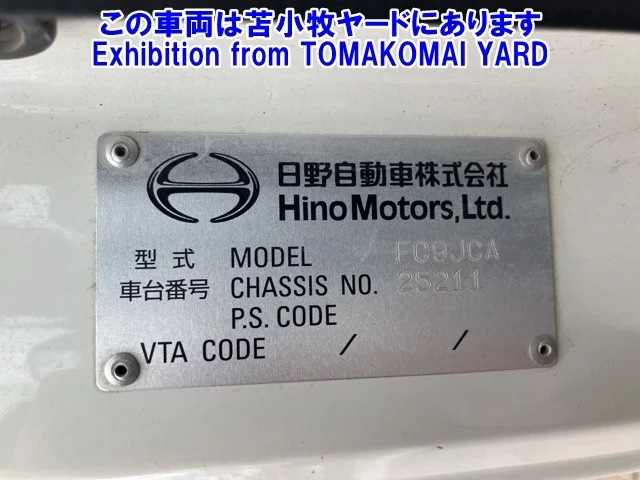 この車両は苫小牧ヤードにあります
Exhibition from TOMAKOMAI YARD
日野自動車株式会社
Hino Motors, Ltd.
型式 MODEL FC9JCA
車台番号 CHASSIS NO. 25211
P.S. CODE
VTA CODE / /